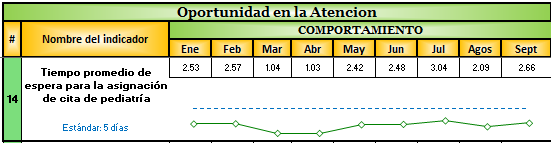 Oportunidad en la Atencion
# Nombre del indicador COMPORTAMIENTO
Ene Feb Mar Abr May Jun Jul Agos Sept
14 Tiempo promedio de espera para la asignación de cita de pediatría
2.53 2.57 1.04 1.03 2.42 2.48 3.04 2.09 2.66
Estándar: 5 días